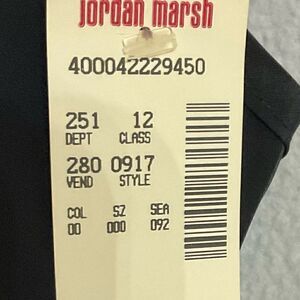 jordan marsh
400042229450
251 12
DEPT CLASS
280 0917
VEND STYLE
COL SZ SEA
00 000 092